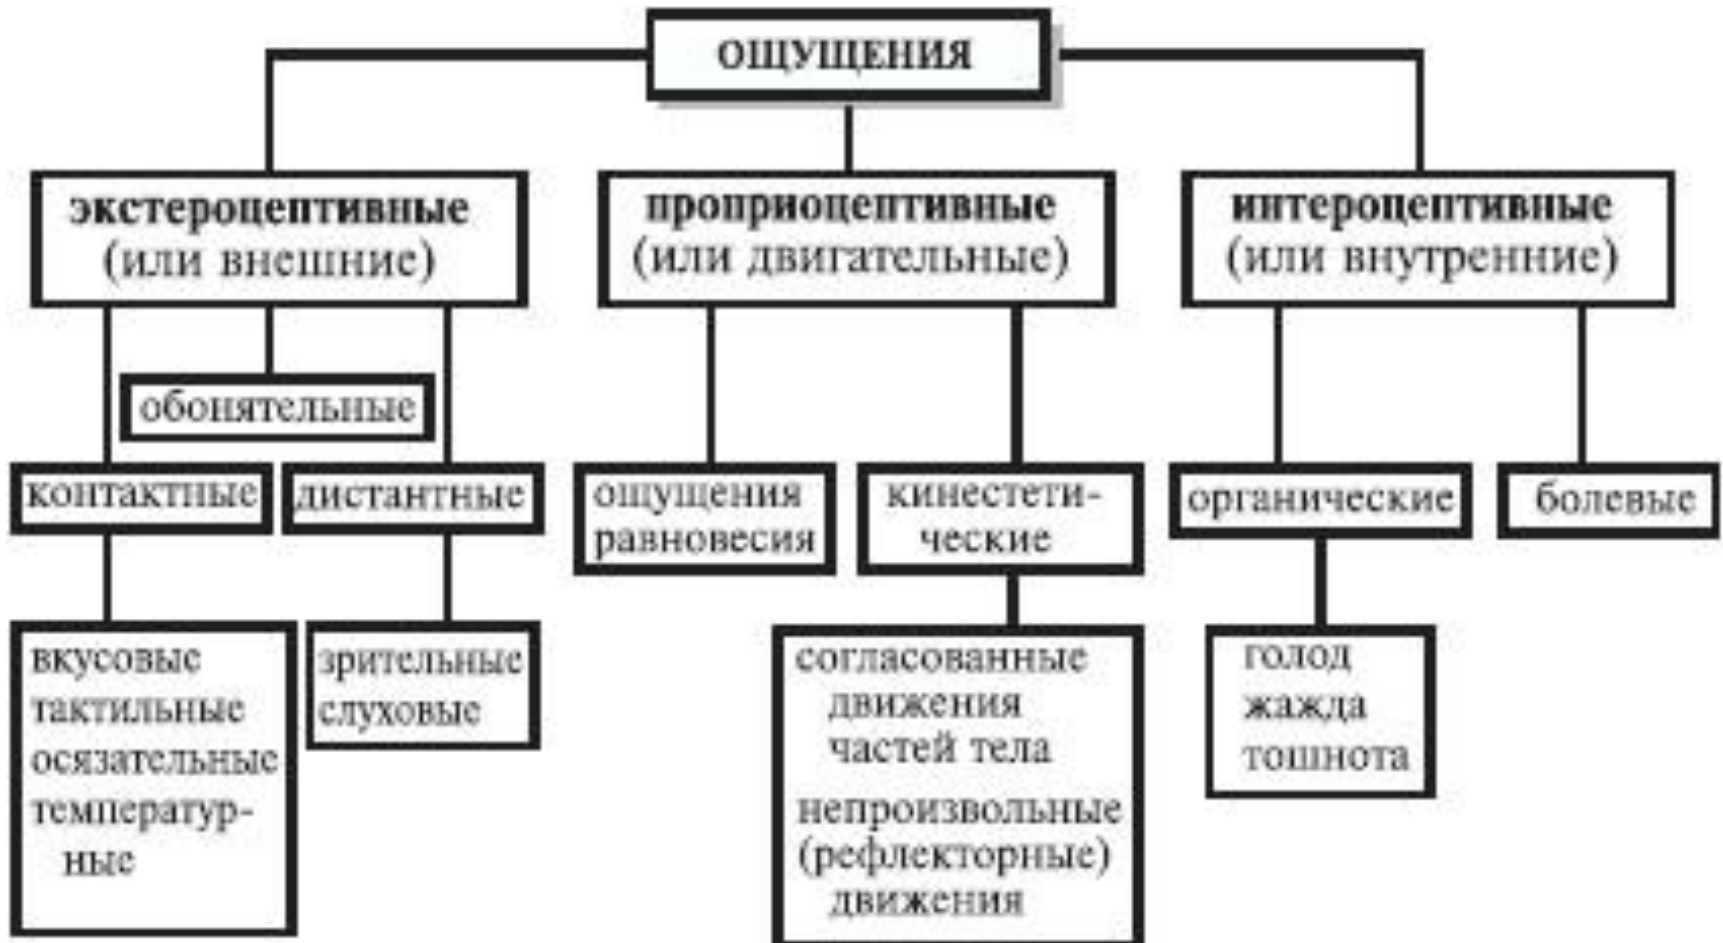 ОЩУЩЕНИЯ
экстероцептивные
(или внешние)
проприоцептивные
(или двигательные)
интероцептивные
(или внутренние)
обонятельные
контактные
дистантные
ощущения
равновесия
кинестети-
ческие
органические
болевые
вкусовые
тактильные
осязательные
температур-
ные
зрительные
слуховые
согласованные
движения
частей тела
непроизвольные
(рефлекторные)
движения
голод
жажда
тошнота